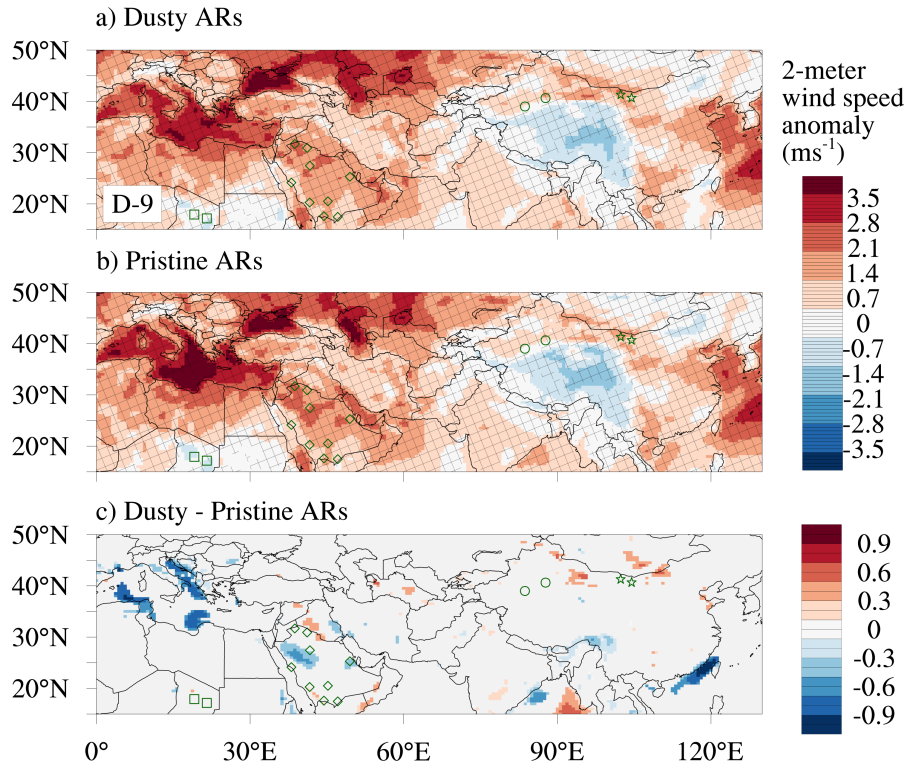 a) Dusty ARs
50°N
40°N
30°N
20°N
D-9
2-meter
wind speed
anomaly
(ms⁻¹)
3.5
2.8
2.1
1.4
0.7
0
-0.7
-1.4
-2.1
-2.8
-3.5
b) Pristine ARs
50°N
40°N
30°N
20°N
c) Dusty - Pristine ARs
50°N
40°N
30°N
20°N
0°
30°E
60°E
90°E
120°E
0.9
0.6
0.3
0
-0.3
-0.6
-0.9